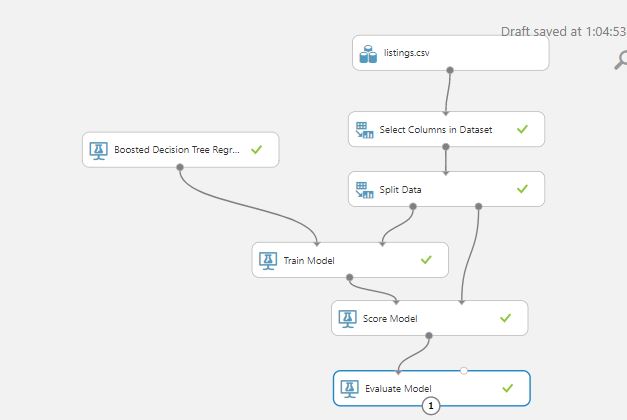 Draft saved at 1:04:53
listings.csv
Select Columns in Dataset
Boosted Decision Tree Regr...
Split Data
Train Model
Score Model
Evaluate Model
1